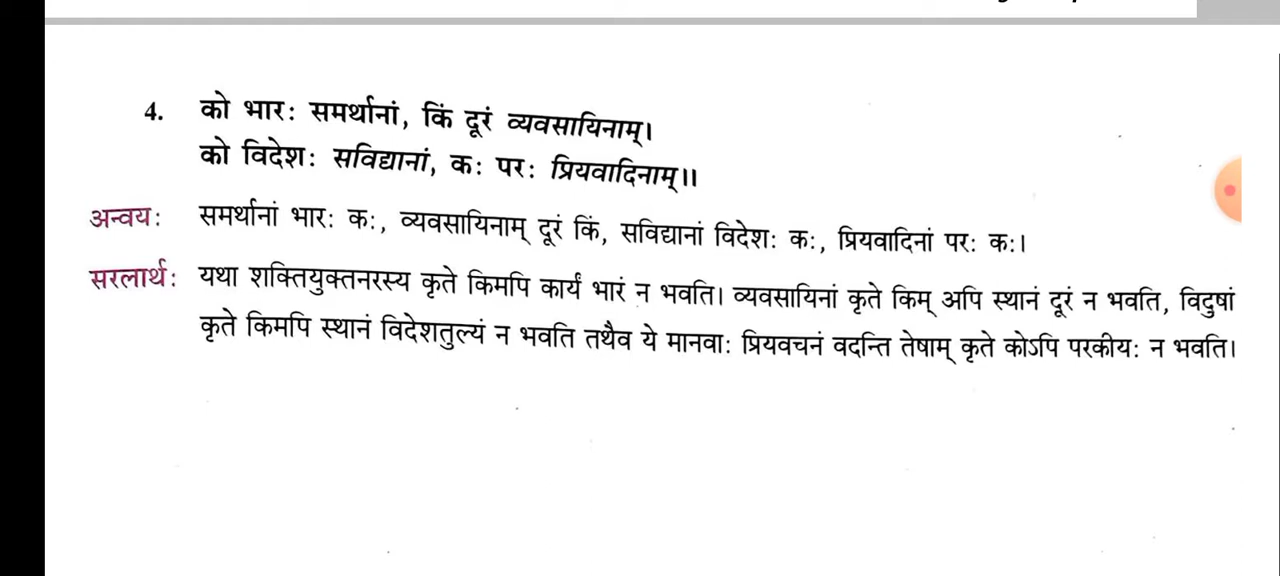 4. को भारः समर्थानां, किं दूरं व्यवसायिनाम्।
को विदेशः सविद्यानां, कः परः प्रियवादिनाम्।।
अन्वयः समर्थानां भारः कः, व्यवसायिनाम् दूरं किं, सविद्यानां विदेशः कः, प्रियवादिनां परः कः।
सरलार्थः यथा शक्तियुक्तनरस्य कृते किमपि कार्यं भारं न भवति। व्यवसायिनां कृते किम् अपि स्थानं दूरं न भवति, विदुषां
कृते किमपि स्थानं विदेशतुल्यं न भवति तथैव ये मानवाः प्रियवचनं वदन्ति तेषाम् कृते कोऽपि परकीयः न भवति।